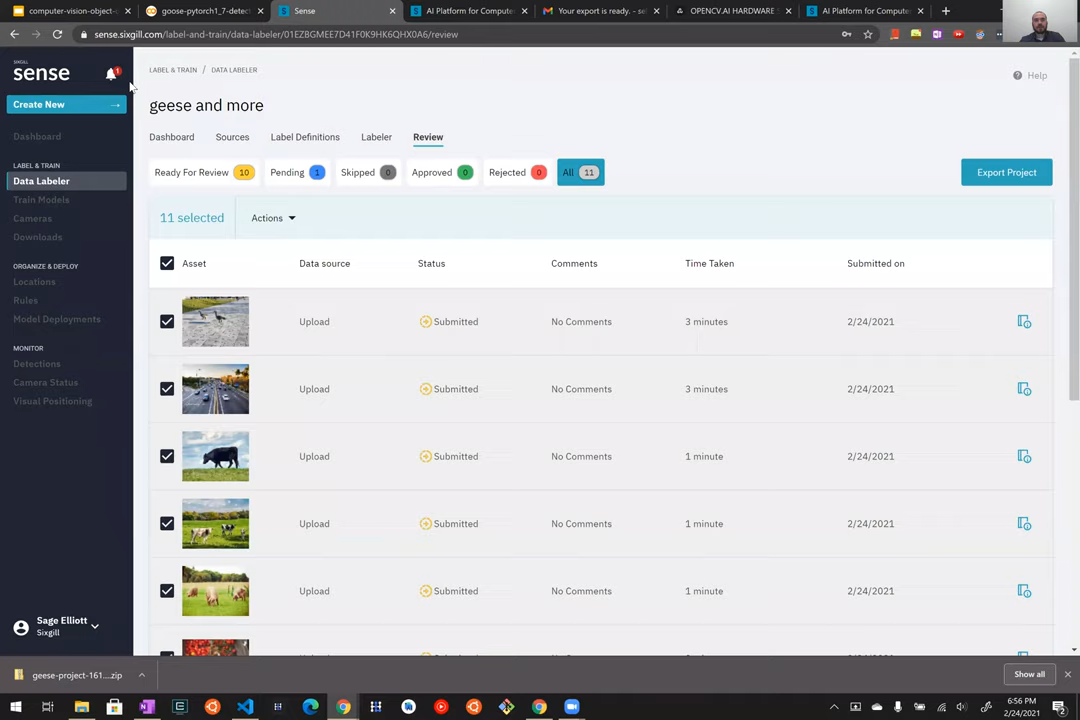 computer-vision-object-
goose-pytorch1_7-detect
Sense
AI Platform for Computer
Your export is ready. - se
OPENCV.AI HARDWARE
AI Platform for Computer
sense.sixgill.com/label-and-train/data-labeler/01EZBGMEE7D41F0K9HK6QHX0A6/review
SIXGILL
sense
1
Create New →
Dashboard
LABEL & TRAIN
Data Labeler
Train Models
Cameras
Downloads
ORGANIZE & DEPLOY
Locations
Rules
Model Deployments
MONITOR
Detections
Camera Status
Visual Positioning
Sage Elliott
Sixgill
LABEL & TRAIN / DATA LABELER
Help
geese and more
Dashboard Sources Label Definitions Labeler Review
Ready For Review 10 Pending 1 Skipped 0 Approved 0 Rejected 0 All 11
Export Project
11 selected Actions
Asset Data source Status Comments Time Taken Submitted on
Upload Submitted No Comments 3 minutes 2/24/2021
Upload Submitted No Comments 3 minutes 2/24/2021
Upload Submitted No Comments 1 minute 2/24/2021
Upload Submitted No Comments 1 minute 2/24/2021
Upload Submitted No Comments 1 minute 2/24/2021
geese-project-161....zip
Show all
6:56 PM
2/24/2021